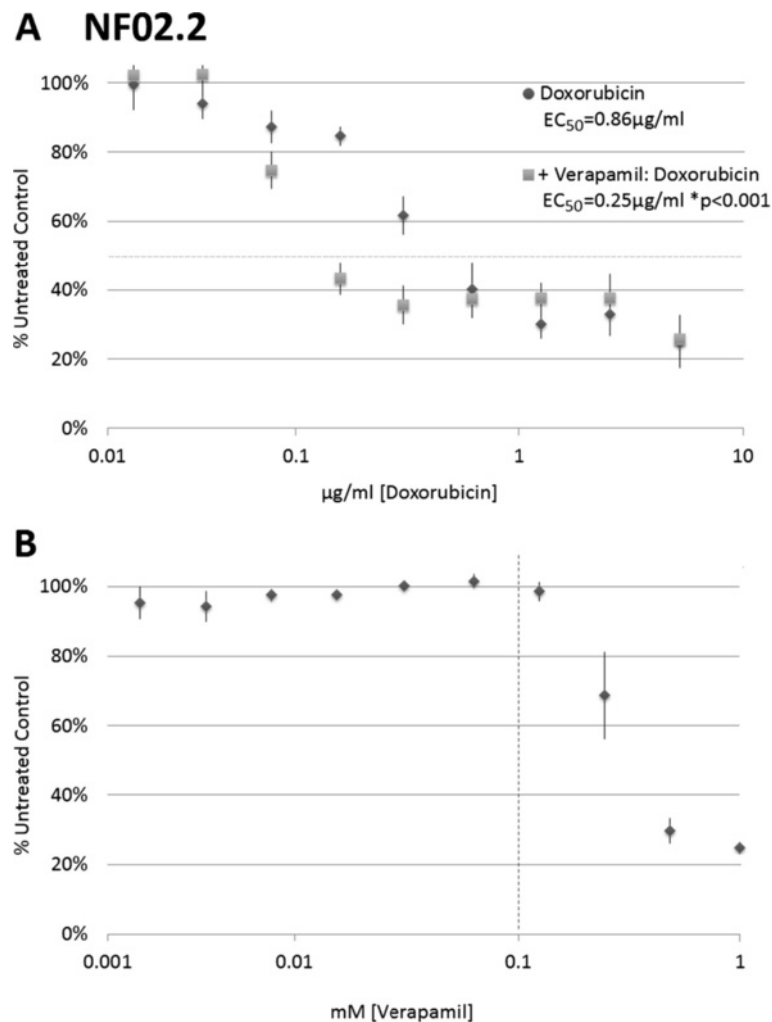 A NF02.2
100%
80%
60%
40%
20%
0%
% Untreated Control
Doxorubicin
EC50=0.86µg/ml
+ Verapamil: Doxorubicin
EC50=0.25µg/ml *p<0.001
0.01 0.1 1 10
µg/ml [Doxorubicin]
B
100%
80%
60%
40%
20%
0%
% Untreated Control
0.001 0.01 0.1 1
mM [Verapamil]